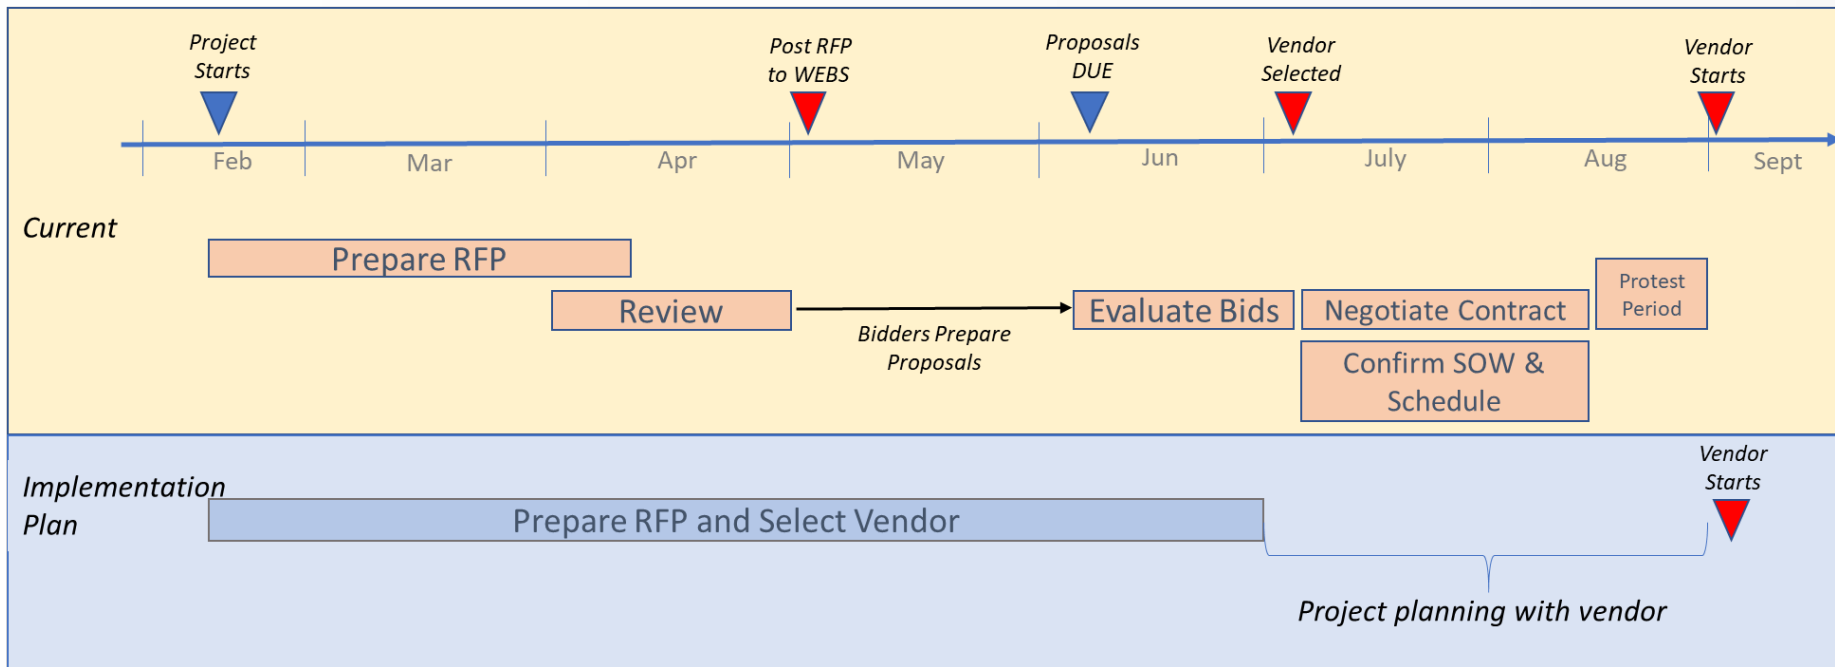 Project
Starts
Post RFP
to WEBS
Proposals
DUE
Vendor
Selected
Vendor
Starts
Feb
Mar
Apr
May
Jun
July
Aug
Sept
Current
Prepare RFP
Review
Bidders Prepare
Proposals
Evaluate Bids
Negotiate Contract
Protest
Period
Confirm SOW &
Schedule
Implementation
Plan
Prepare RFP and Select Vendor
Vendor
Starts
Project planning with vendor